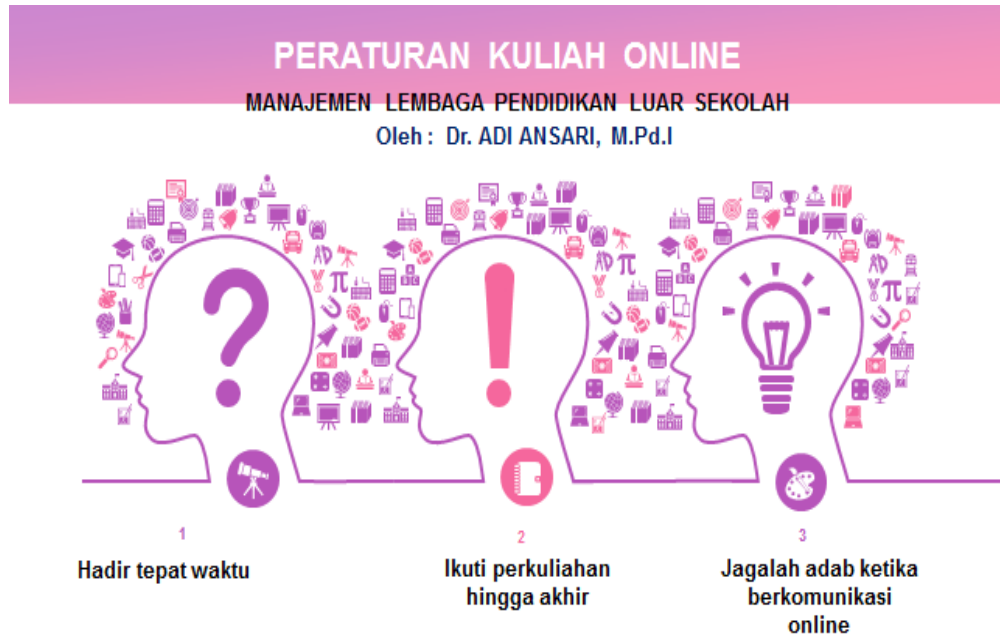 PERATURAN KULIAH ONLINE
MANAJEMEN LEMBAGA PENDIDIKAN LUAR SEKOLAH
Oleh : Dr. ADI ANSARI, M.Pd.I
1
Hadir tepat waktu
2
Ikuti perkuliahan
hingga akhir
3
Jagalah adab ketika
berkomunikasi
online